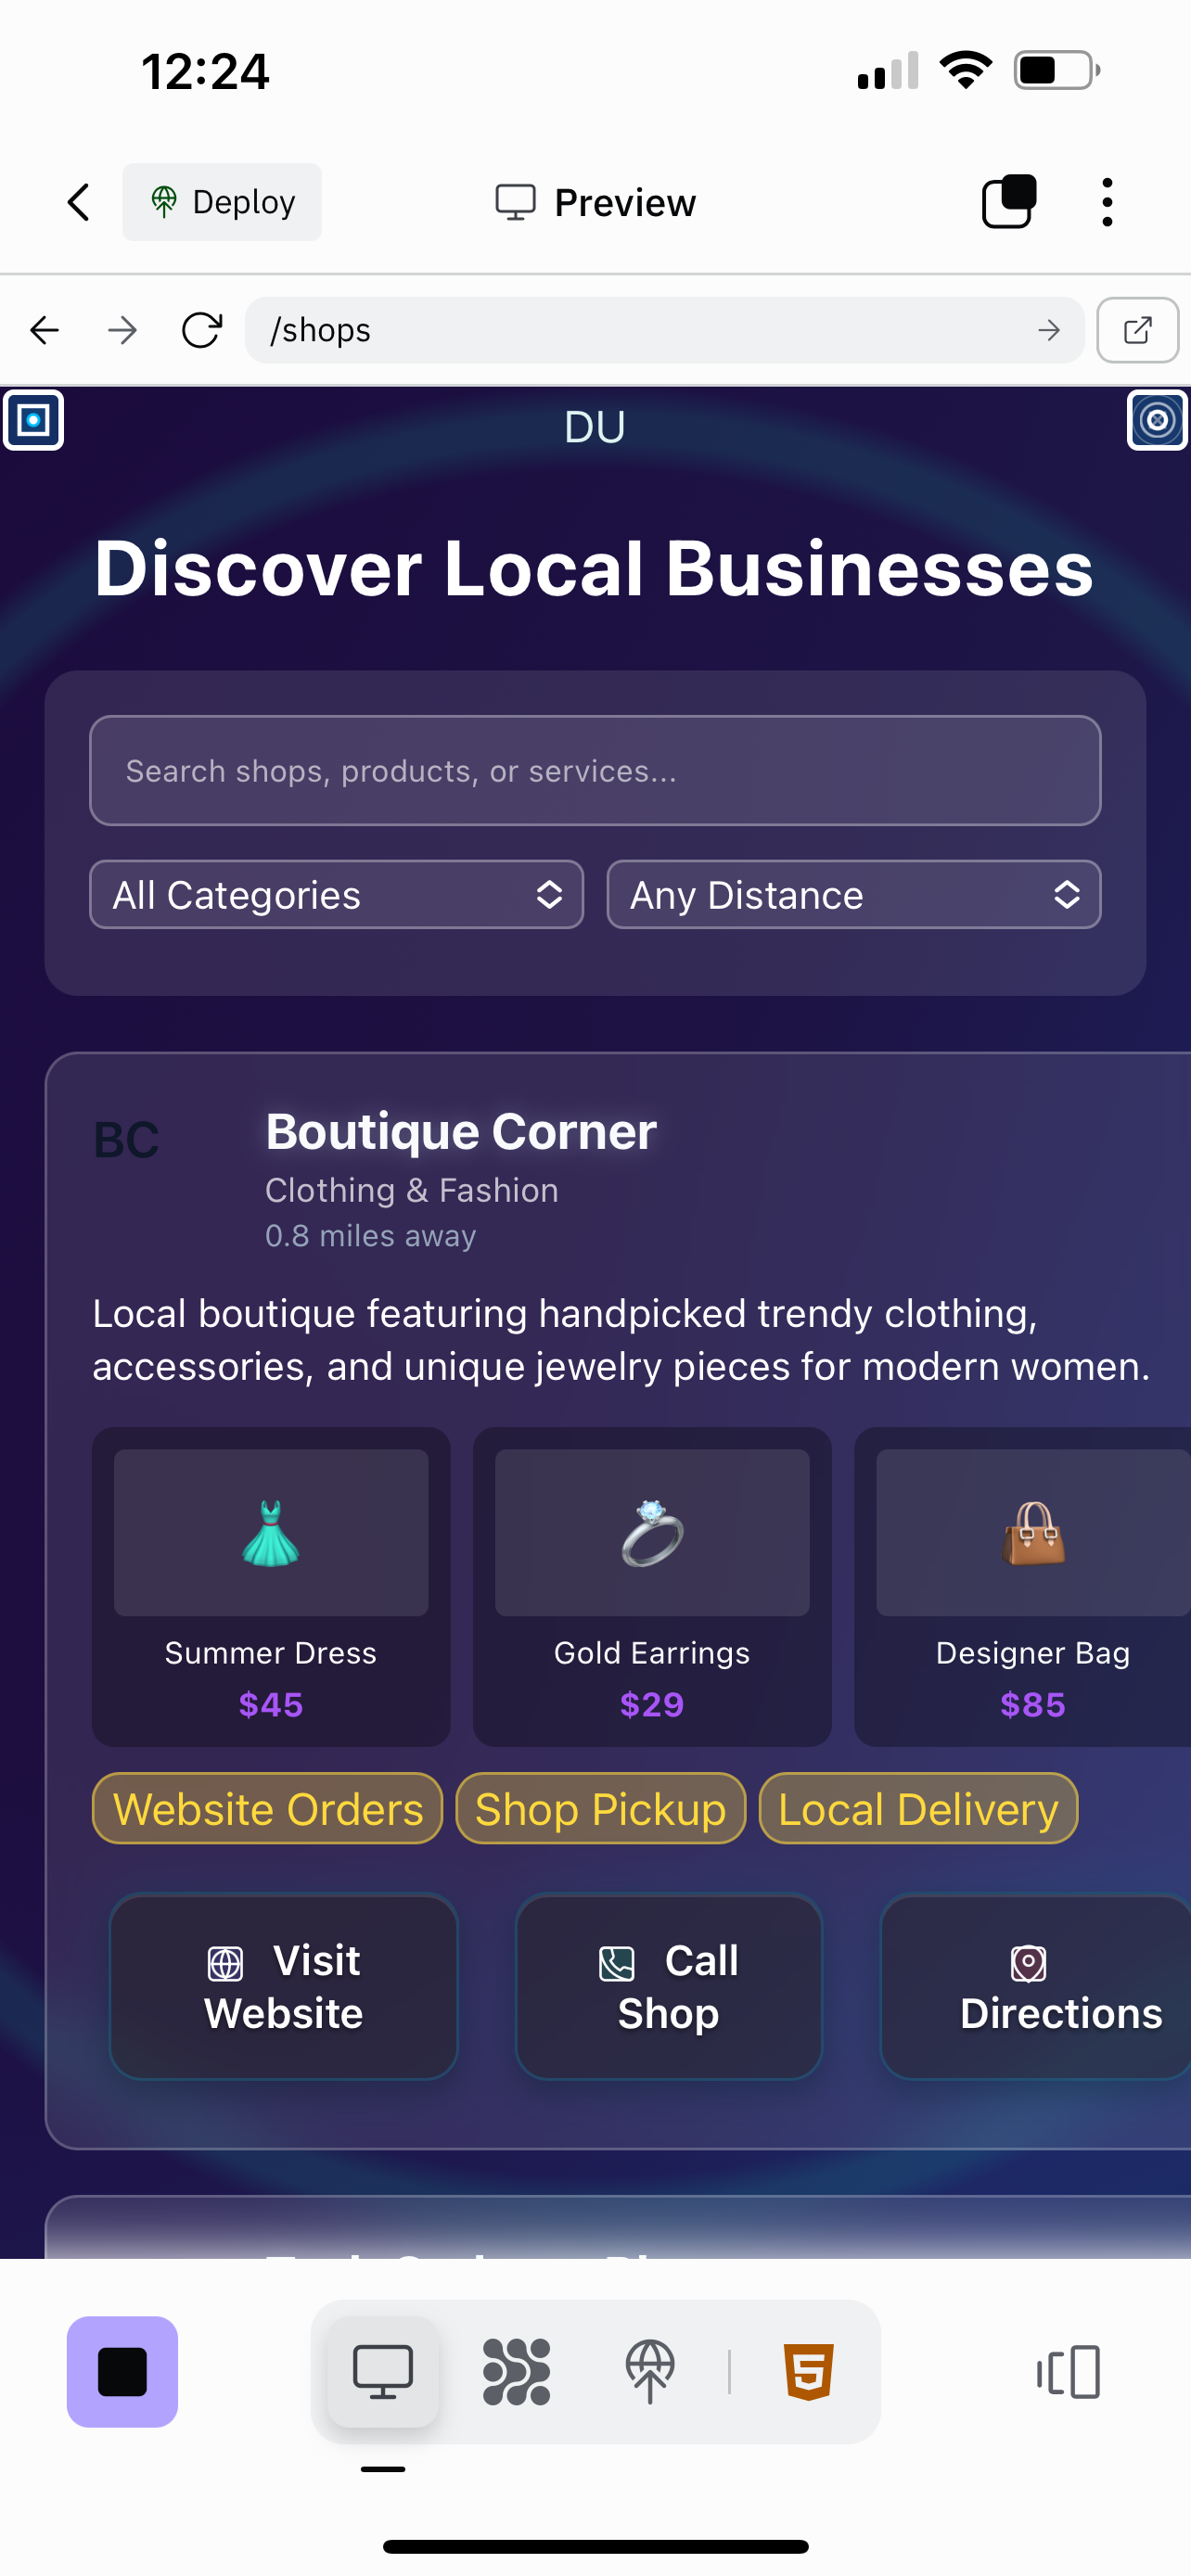 12:24
Deploy
Preview
/shops
DU
Discover Local Businesses
Search shops, products, or services...
All Categories
Any Distance
BC
Boutique Corner
Clothing & Fashion
0.8 miles away
Local boutique featuring handpicked trendy clothing,
accessories, and unique jewelry pieces for modern women.
Summer Dress
$45
Gold Earrings
$29
Designer Bag
$85
Website Orders
Shop Pickup
Local Delivery
Visit
Website
Call
Shop
Directions